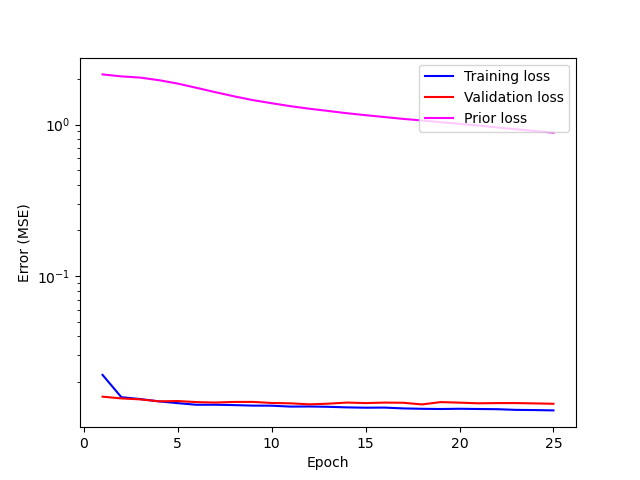 Training loss
Validation loss
Prior loss
10⁰
10⁻¹
Error (MSE)
0 5 10 15 20 25
Epoch